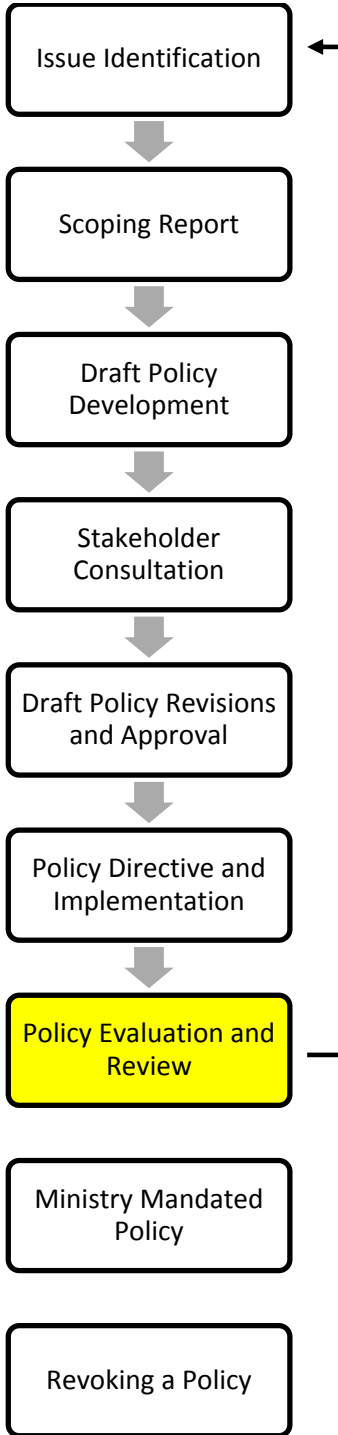 Issue Identification
Scoping Report
Draft Policy
Development
Stakeholder
Consultation
Draft Policy Revisions
and Approval
Policy Directive and
Implementation
Policy Evaluation and
Review
Ministry Mandated
Policy
Revoking a Policy